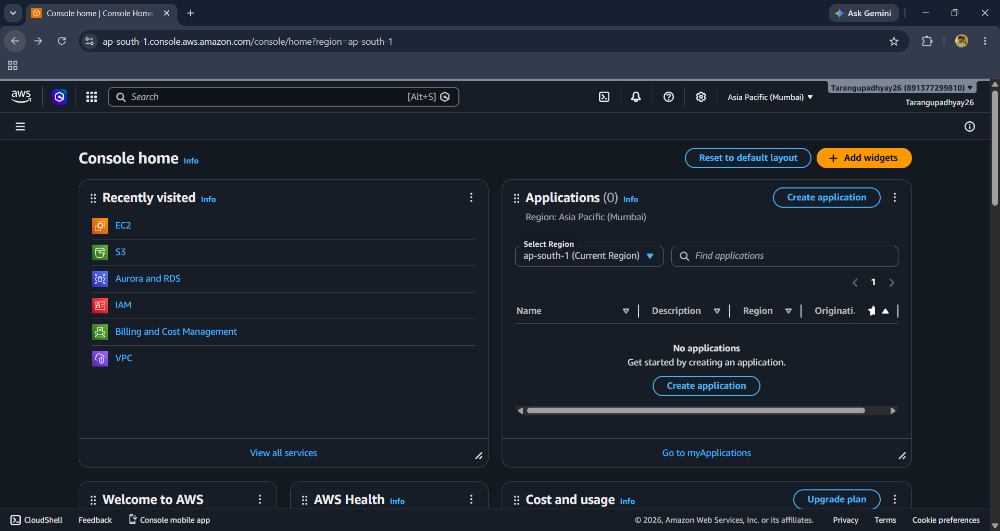 Console home | Console Home
Ask Gemini
ap-south-1.console.aws.amazon.com/console/home?region=ap-south-1
aws
Search
[Alt+S]
Asia Pacific (Mumbai)
Tarangupadhyay26 (891377299810)
Tarangupadhyay26
Console home Info
Reset to default layout
Add widgets
Recently visited Info
EC2
S3
Aurora and RDS
IAM
Billing and Cost Management
VPC
View all services
Applications (0) Info
Create application
Region: Asia Pacific (Mumbai)
Select Region
ap-south-1 (Current Region)
Find applications
1
Name Description Region Originati.
No applications
Get started by creating an application.
Create application
Go to myApplications
Welcome to AWS
AWS Health Info
Cost and usage Info
Upgrade plan
CloudShell Feedback Console mobile app © 2026, Amazon Web Services, Inc. or its affiliates. Privacy Terms Cookie preferences